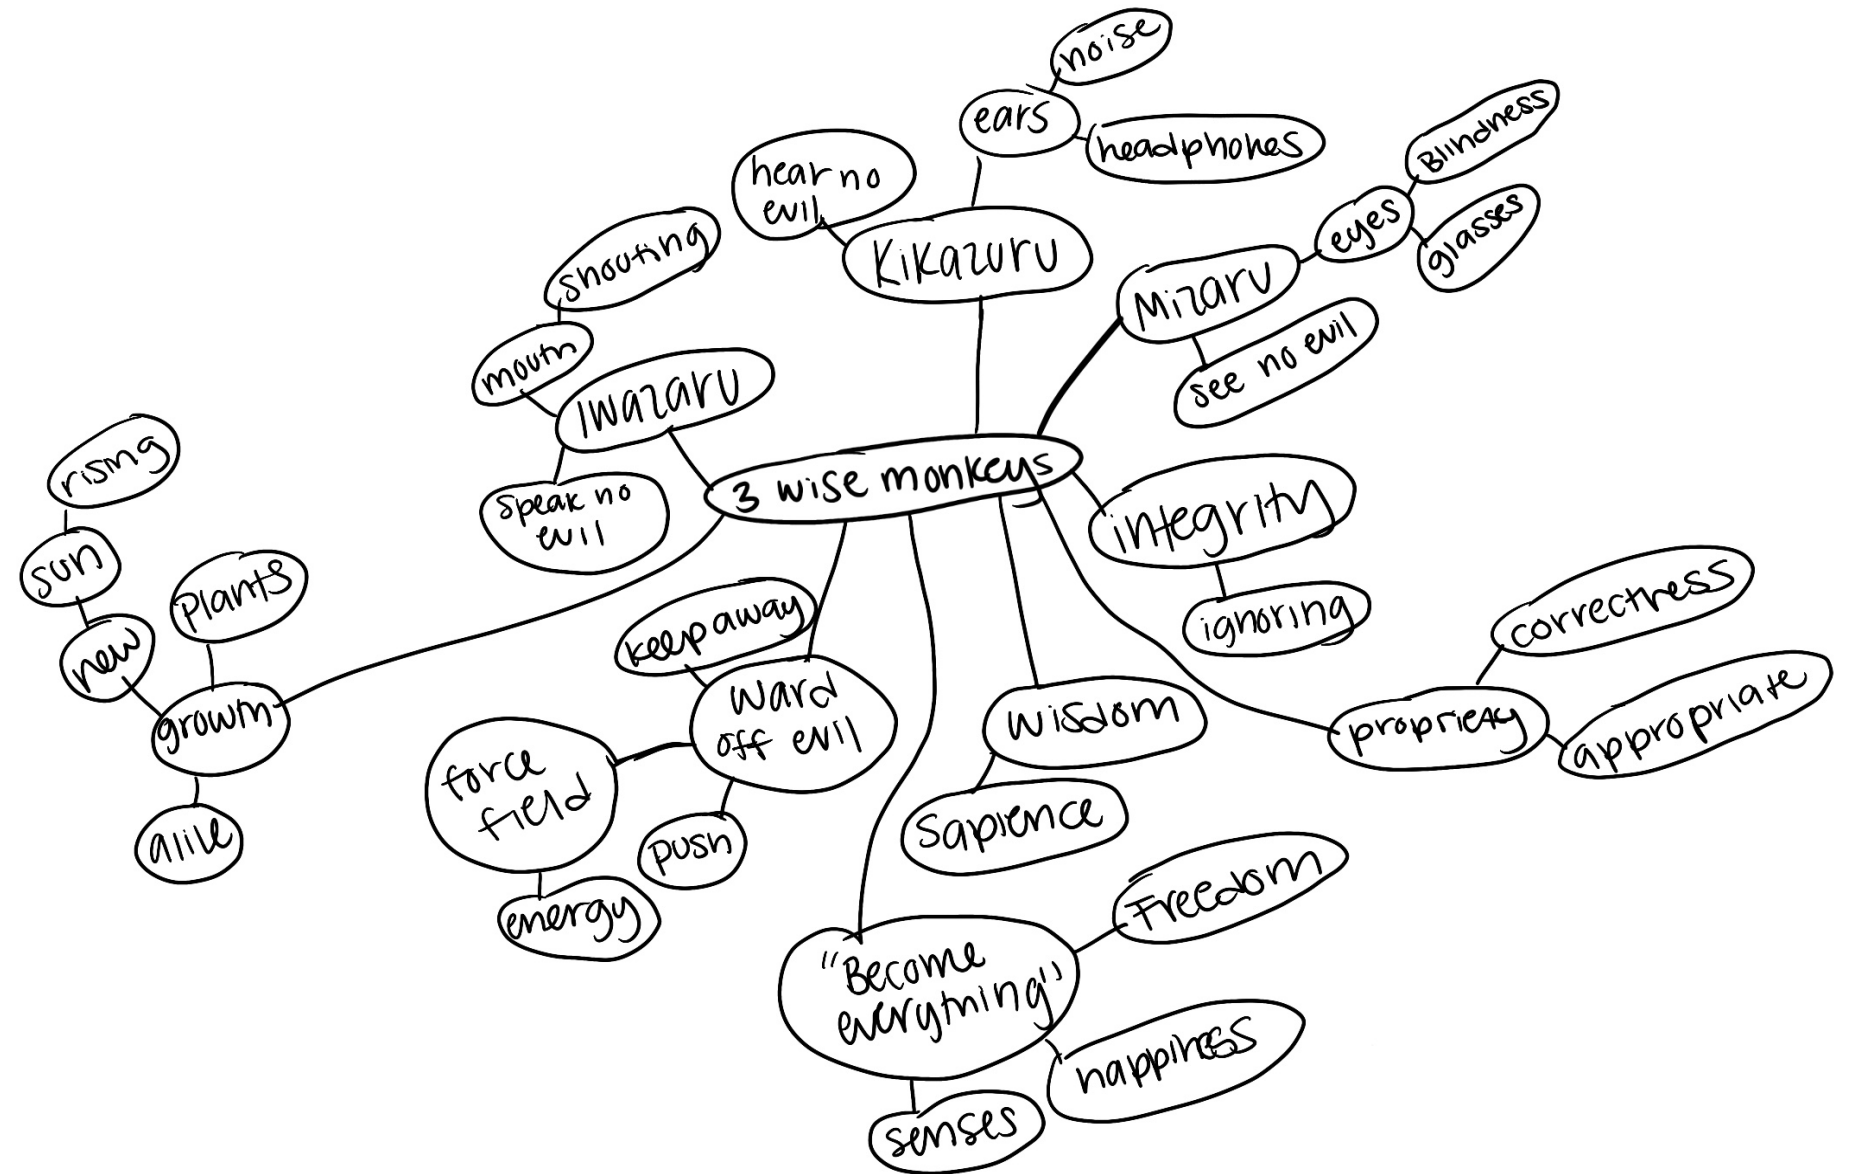 noise
ears
headphones
Blindness
hear no
evil
eyes
glasses
shouting
Kikazuru
Mizaru
mouth
see no evil
Iwazaru
rising
3 wise monkeys
speak no
evil
integrity
sun
plants
keep away
ignoring
correctness
new
growth
ward
off evil
wisdom
propriety
appropriate
force
field
alive
push
sapience
energy
Freedom
"Become
everything"
happiness
senses